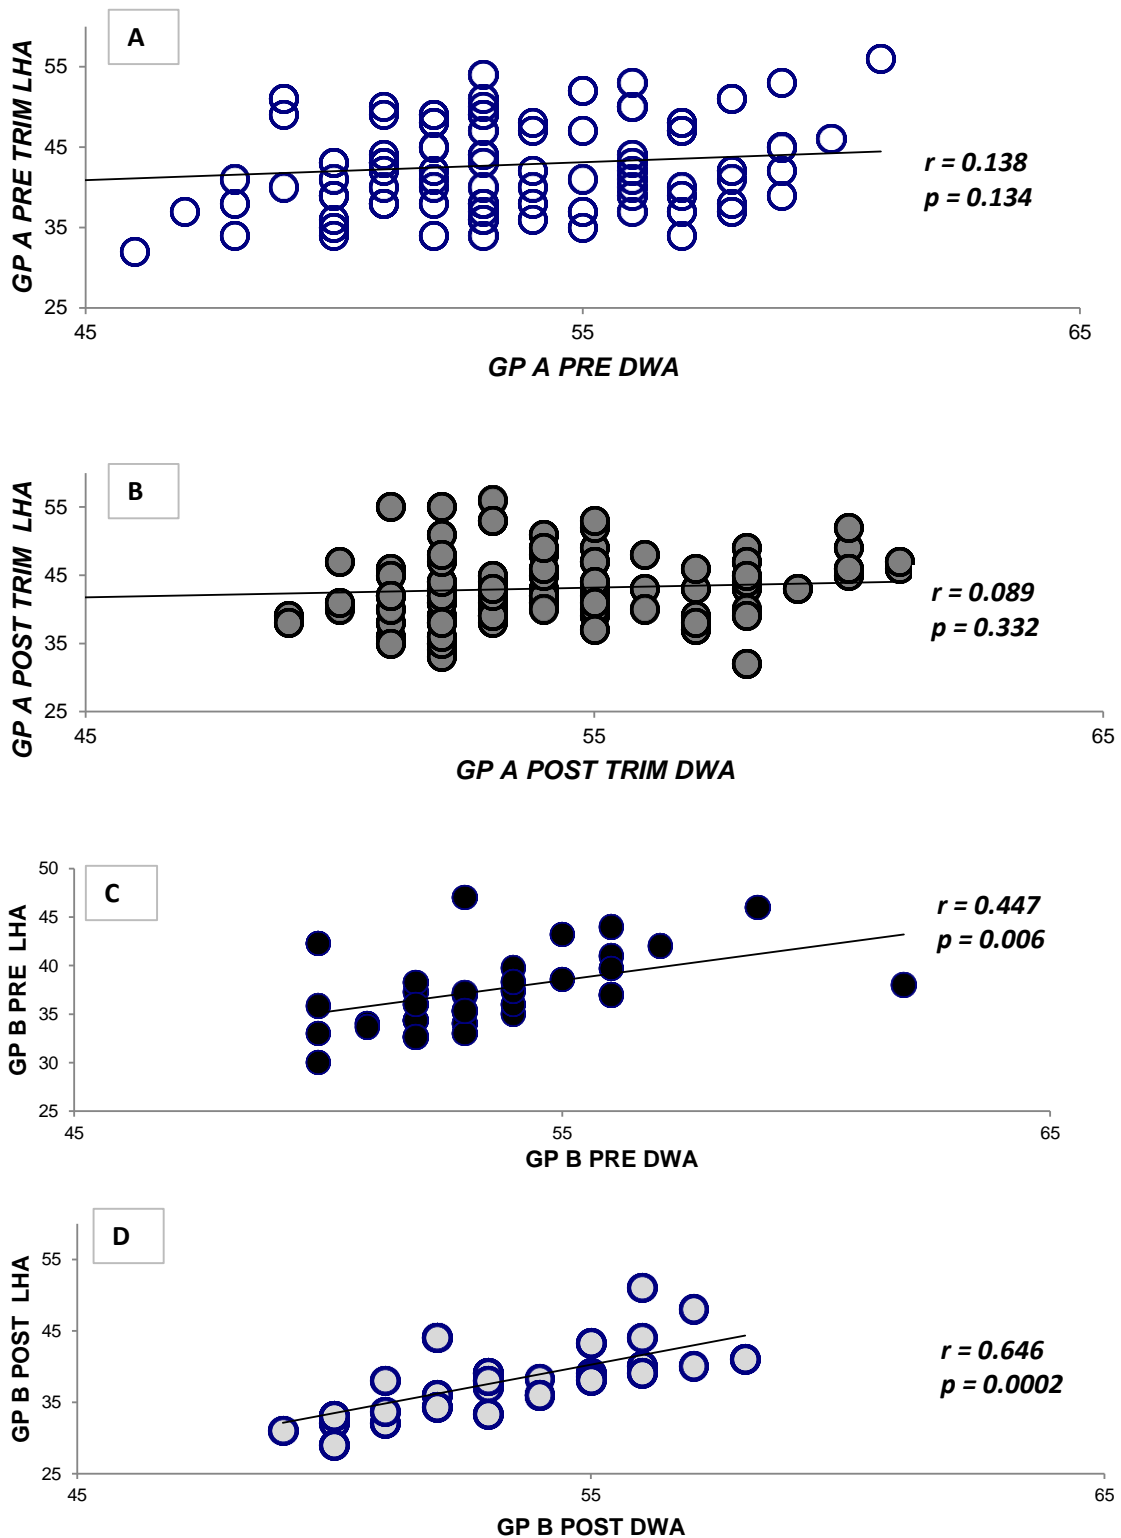 A
GP A PRE TRIM LHA
55
45
35
25
45
55
65
r = 0.138
p = 0.134
GP A PRE DWA
B
GP A POST TRIM LHA
55
45
35
25
45
55
65
r = 0.089
p = 0.332
GP A POST TRIM DWA
C
GP B PRE LHA
50
45
40
35
30
25
45
55
65
r = 0.447
p = 0.006
GP B PRE DWA
D
GP B POST LHA
55
45
35
25
45
55
65
r = 0.646
p = 0.0002
GP B POST DWA